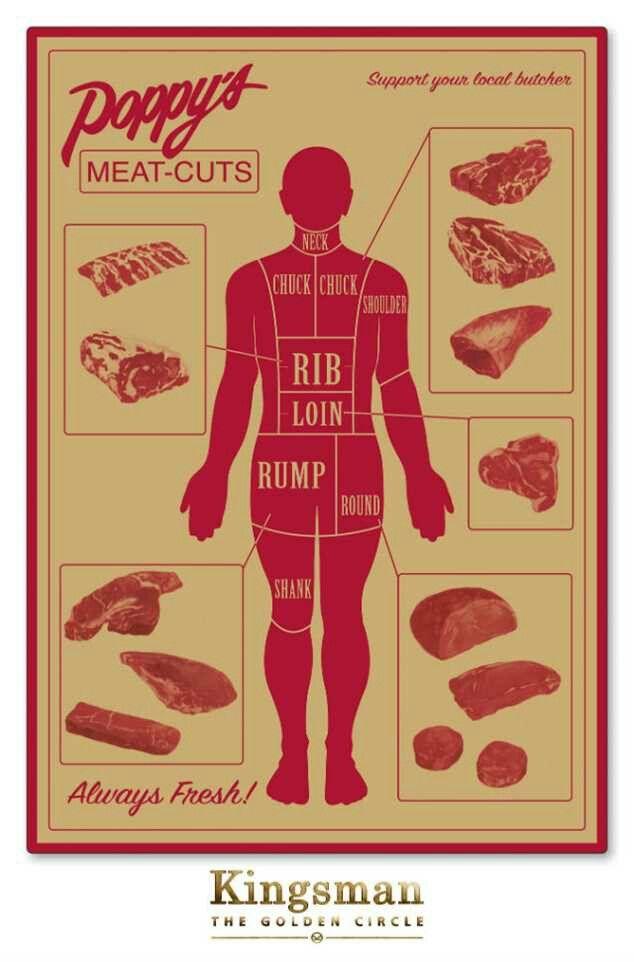 Poppy's
MEAT-CUTS
Support your local butcher
NECK
CHUCK
CHUCK
SHOULDER
RIB
LOIN
RUMP
ROUND
SHANK
Always Fresh!
Kingsman
THE GOLDEN CIRCLE